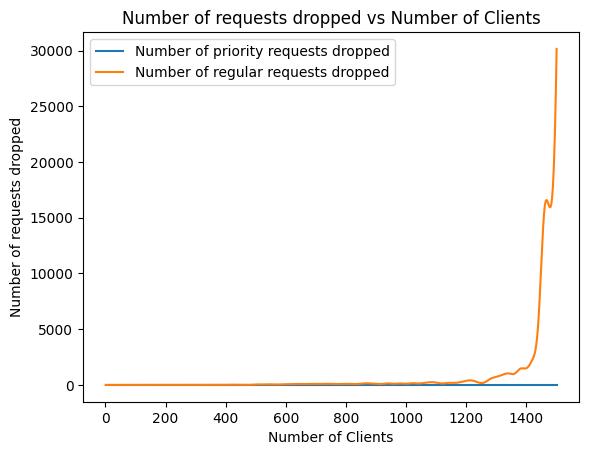 Number of requests dropped vs Number of Clients
Number of priority requests dropped
Number of regular requests dropped
Number of requests dropped
30000
25000
20000
15000
10000
5000
0
0 200 400 600 800 1000 1200 1400
Number of Clients